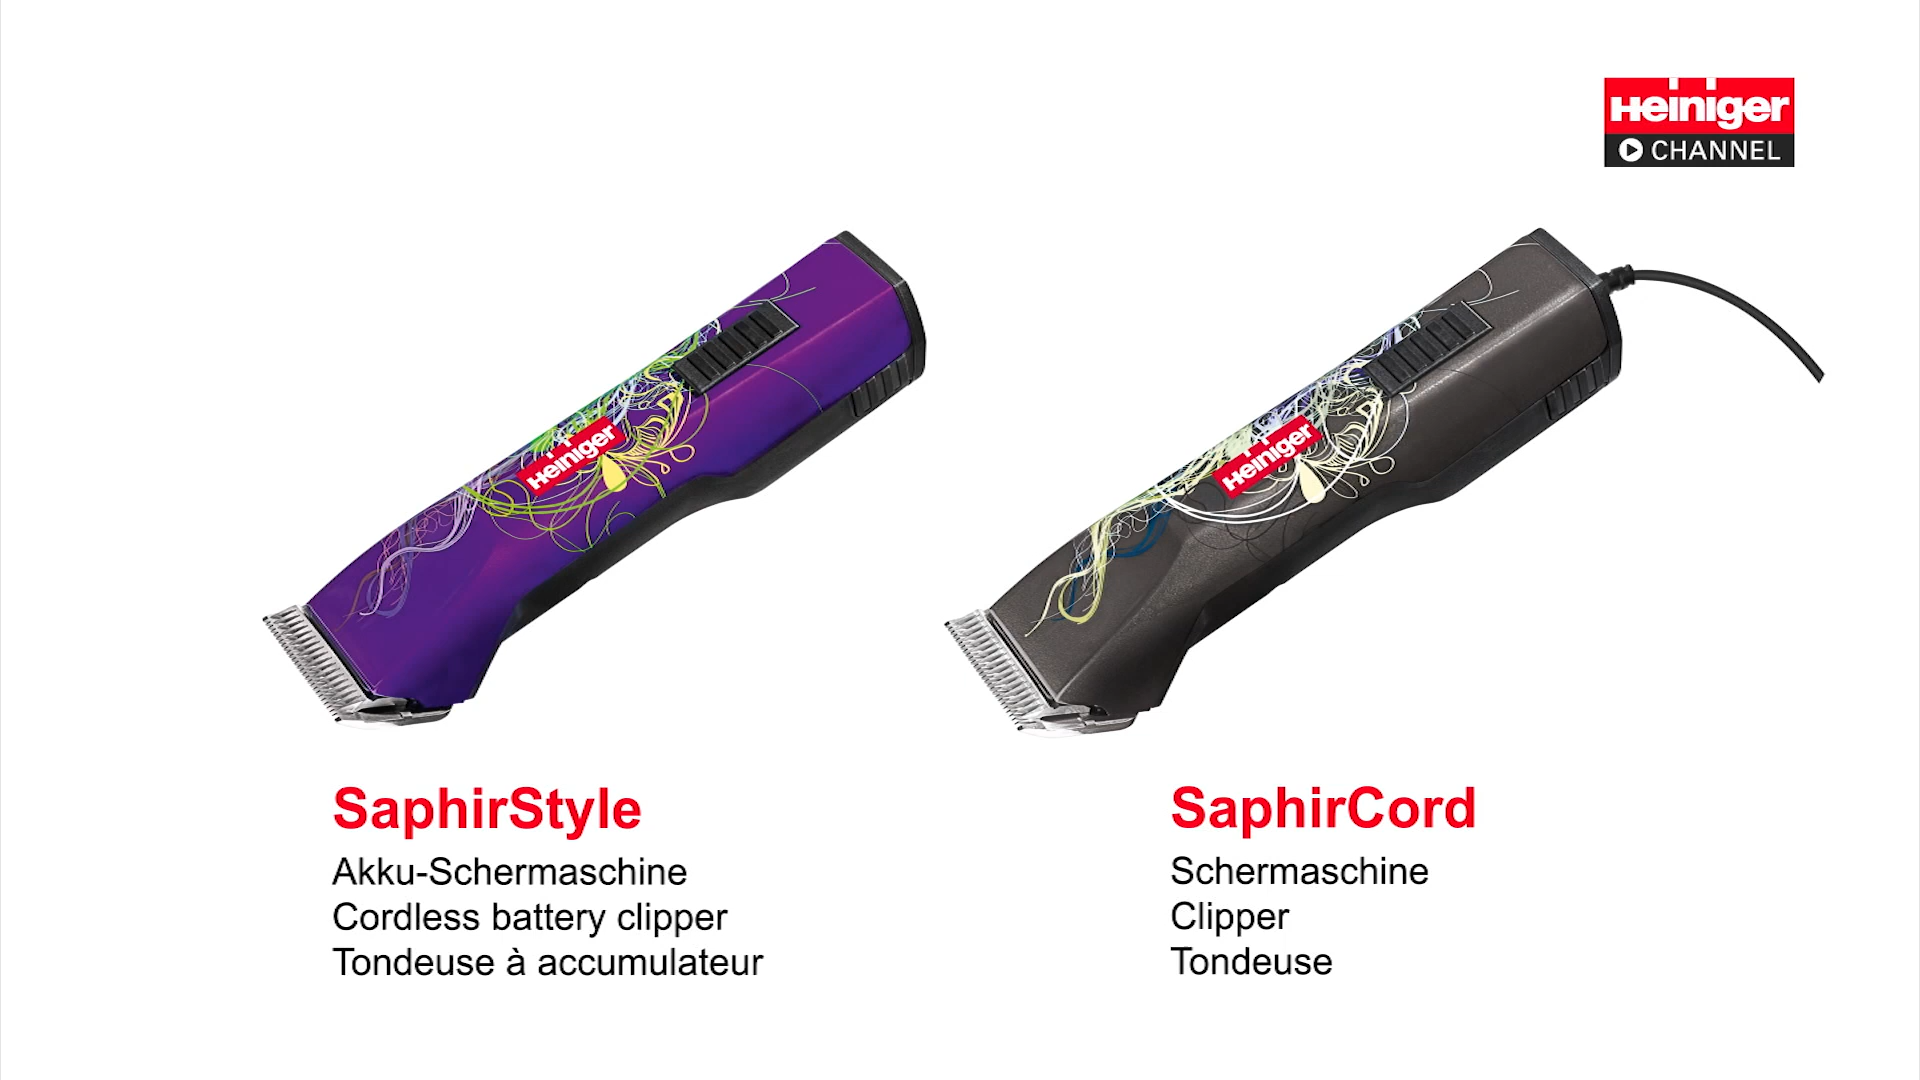 Heiniger
CHANNEL
Heiniger
Heiniger
SaphirStyle
Akku-Schermaschine
Cordless battery clipper
Tondeuse à accumulateur
SaphirCord
Schermaschine
Clipper
Tondeuse